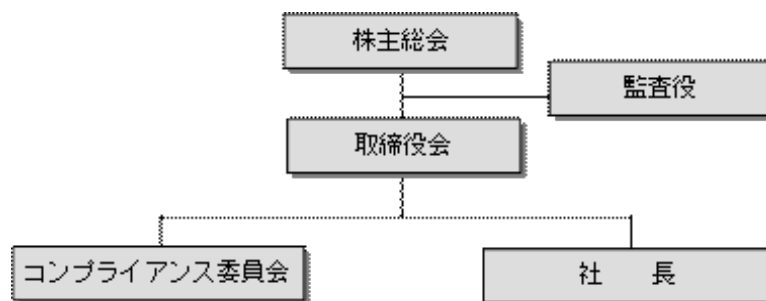 株主総会
監査役
取締役会
コンプライアンス委員会
社　　長